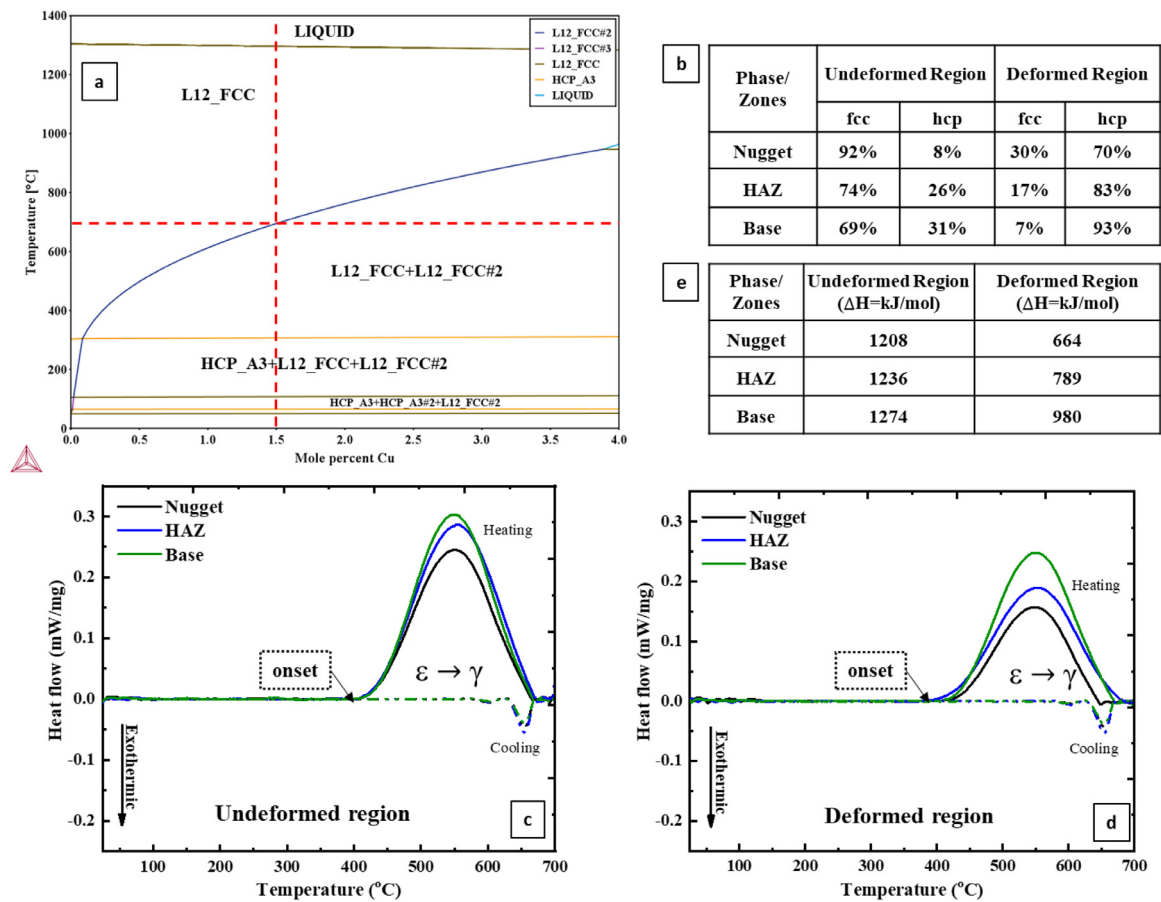 1400
1200
1000
800
600
400
200
0
0.0 0.5 1.0 1.5 2.0 2.5 3.0 3.5 4.0
Temperature [°C]
Mole percent Cu
a
LIQUID
L12_FCC
L12_FCC+L12_FCC#2
HCP_A3+L12_FCC+L12_FCC#2
HCP_A3+HCP_A3#2+L12_FCC#2
L12_FCC#2
L12_FCC#3
L12_FCC
HCP_A3
LIQUID
b
Phase/ Zones Undeformed Region Deformed Region
fcc hcp fcc hcp
Nugget 92% 8% 30% 70%
HAZ 74% 26% 17% 83%
Base 69% 31% 7% 93%
e
Phase/ Undeformed Region Deformed Region
Zones (ΔH=kJ/mol) (ΔH=kJ/mol)
Nugget 1208 664
HAZ 1236 789
Base 1274 980
Nugget
HAZ
Base
Heating
0.3
0.2
0.1
0.0
-0.1
-0.2
Heat flow (mW/mg)
onset
ε → γ
Cooling
Exothermic
Undeformed region
c
100 200 300 400 500 600 700
Temperature (°C)
Nugget
HAZ
Base
Heating
0.3
0.2
0.1
0.0
-0.1
-0.2
Heat flow (mW/mg)
onset
ε → γ
Cooling
Exothermic
Deformed region
d
100 200 300 400 500 600 700
Temperature (°C)